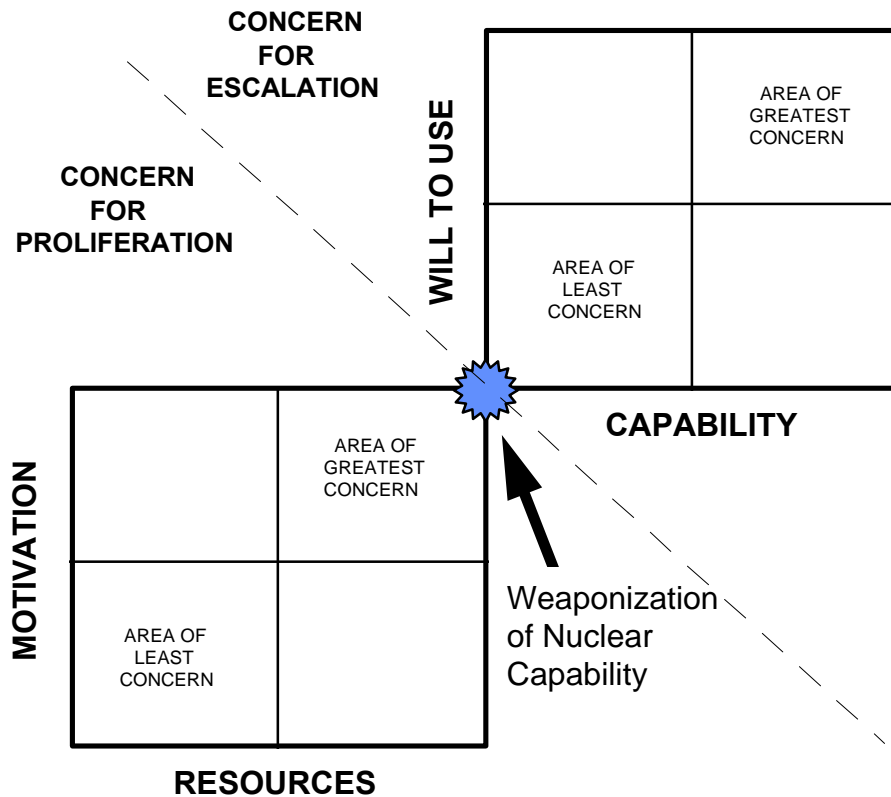 CONCERN
FOR
ESCALATION
CONCERN
FOR
PROLIFERATION
WILL TO USE
AREA OF
GREATEST
CONCERN
AREA OF
LEAST
CONCERN
CAPABILITY
MOTIVATION
AREA OF
GREATEST
CONCERN
AREA OF
LEAST
CONCERN
Weaponization
of Nuclear
Capability
RESOURCES